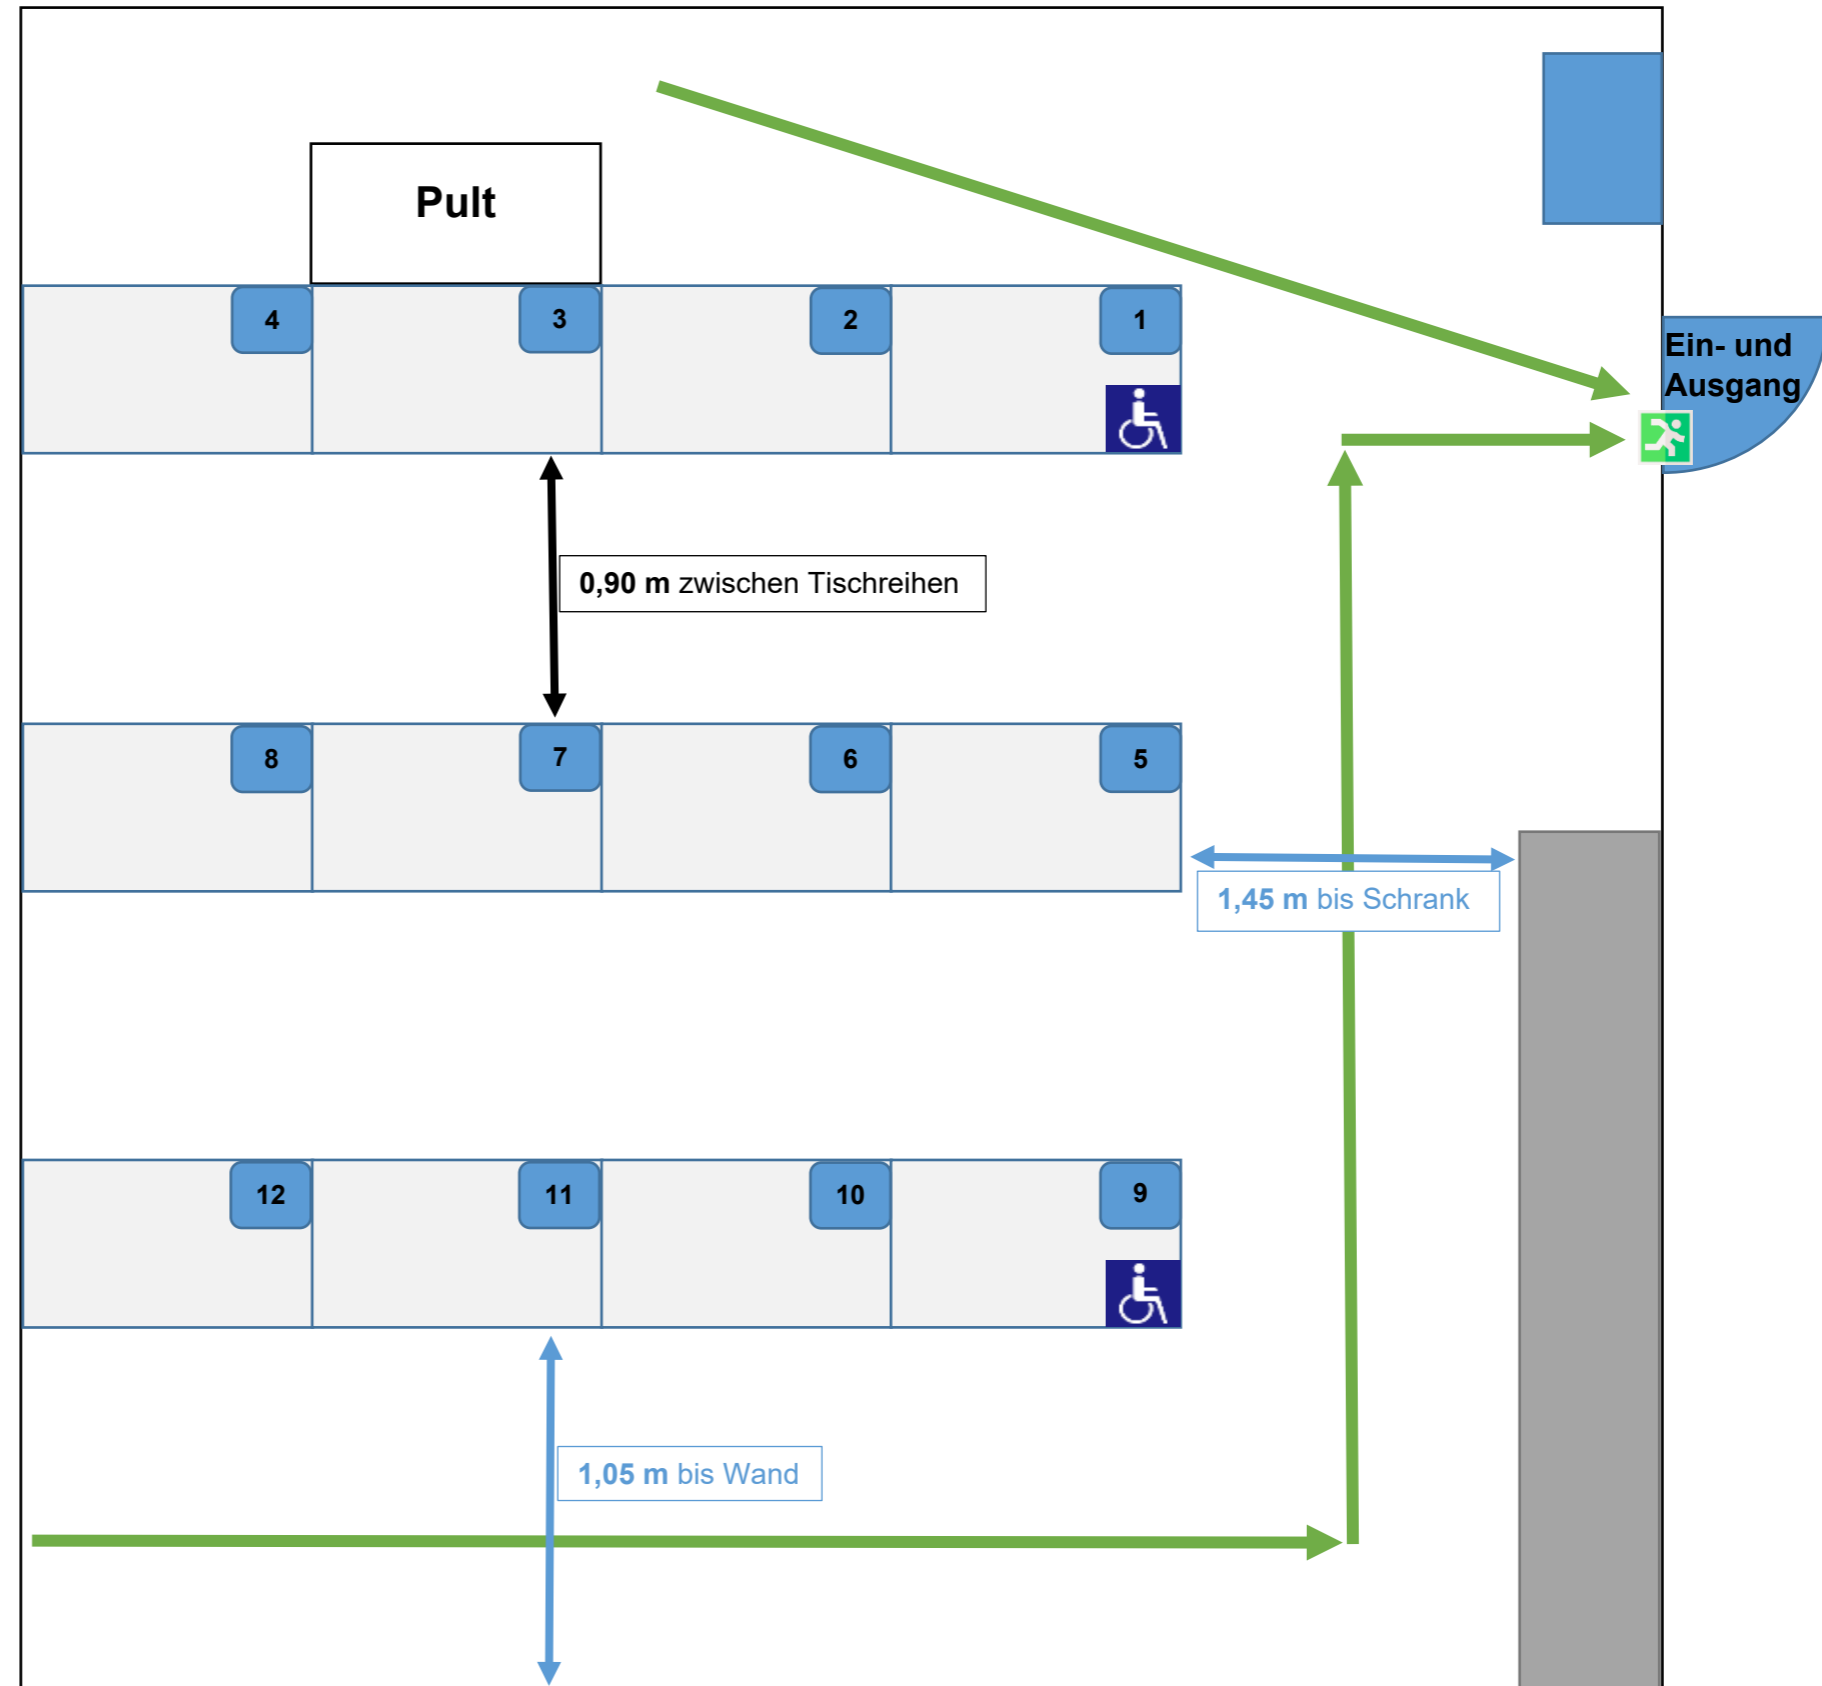 Pult
4
3
2
1
Ein- und
Ausgang
0,90 m zwischen Tischreihen
8
7
6
5
1,45 m bis Schrank
12
11
10
9
1,05 m bis Wand